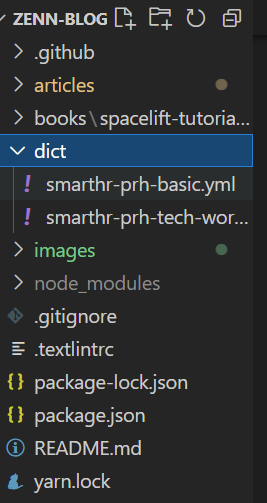 ZENN-BLOG
.github
articles
books\spacelift-tutoria...
dict
smarthr-prh-basic.yml
smarthr-prh-tech-wor...
images
node_modules
.gitignore
.textlintrc
package-lock.json
package.json
README.md
yarn.lock